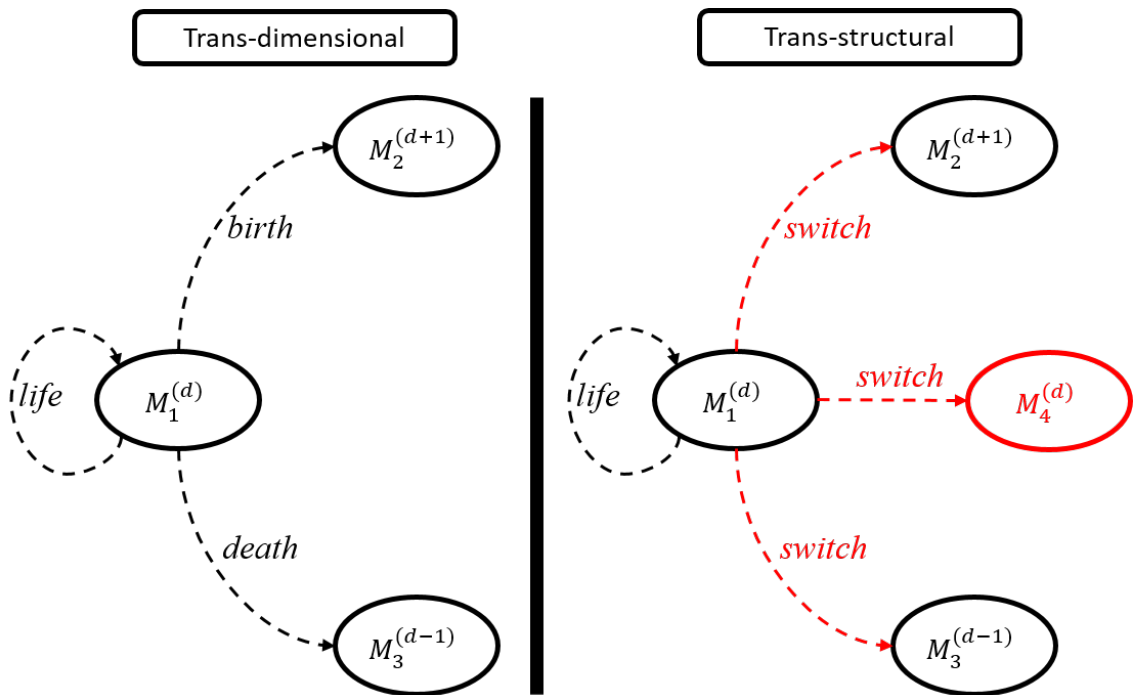 Trans-dimensional
M_2^{(d+1)}
birth
life
M_1^{(d)}
death
M_3^{(d−1)}
Trans-structural
M_2^{(d+1)}
switch
life
M_1^{(d)}
switch
M_4^{(d)}
switch
M_3^{(d−1)}